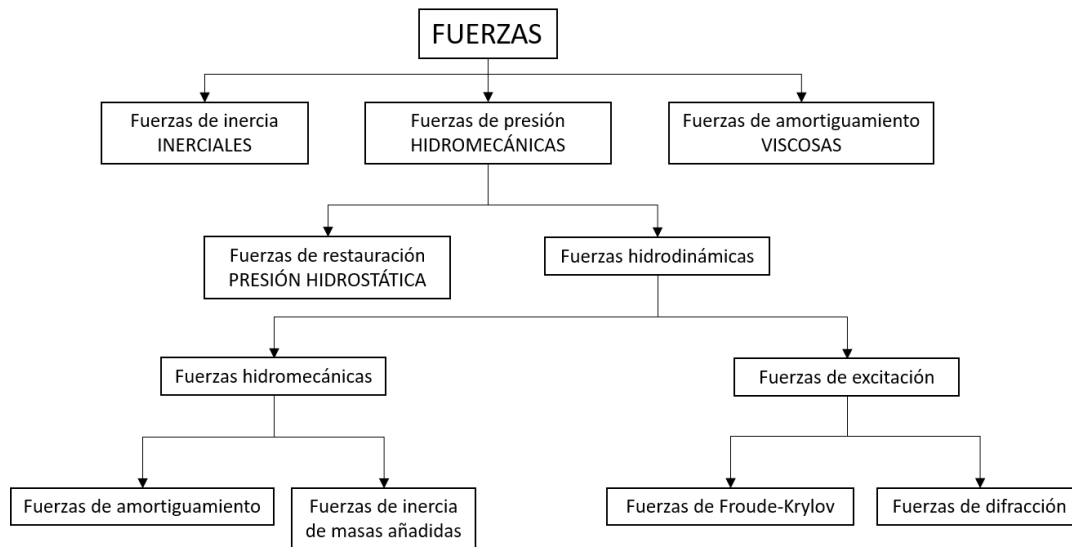 FUERZAS
Fuerzas de inercia
INERCIALES
Fuerzas de presión
HIDROMECÁNICAS
Fuerzas de amortiguamiento
VISCOSAS
Fuerzas de restauración
PRESIÓN HIDROSTÁTICA
Fuerzas hidrodinámicas
Fuerzas hidromecánicas
Fuerzas de excitación
Fuerzas de amortiguamiento
Fuerzas de inercia
de masas añadidas
Fuerzas de Froude-Krylov
Fuerzas de difracción